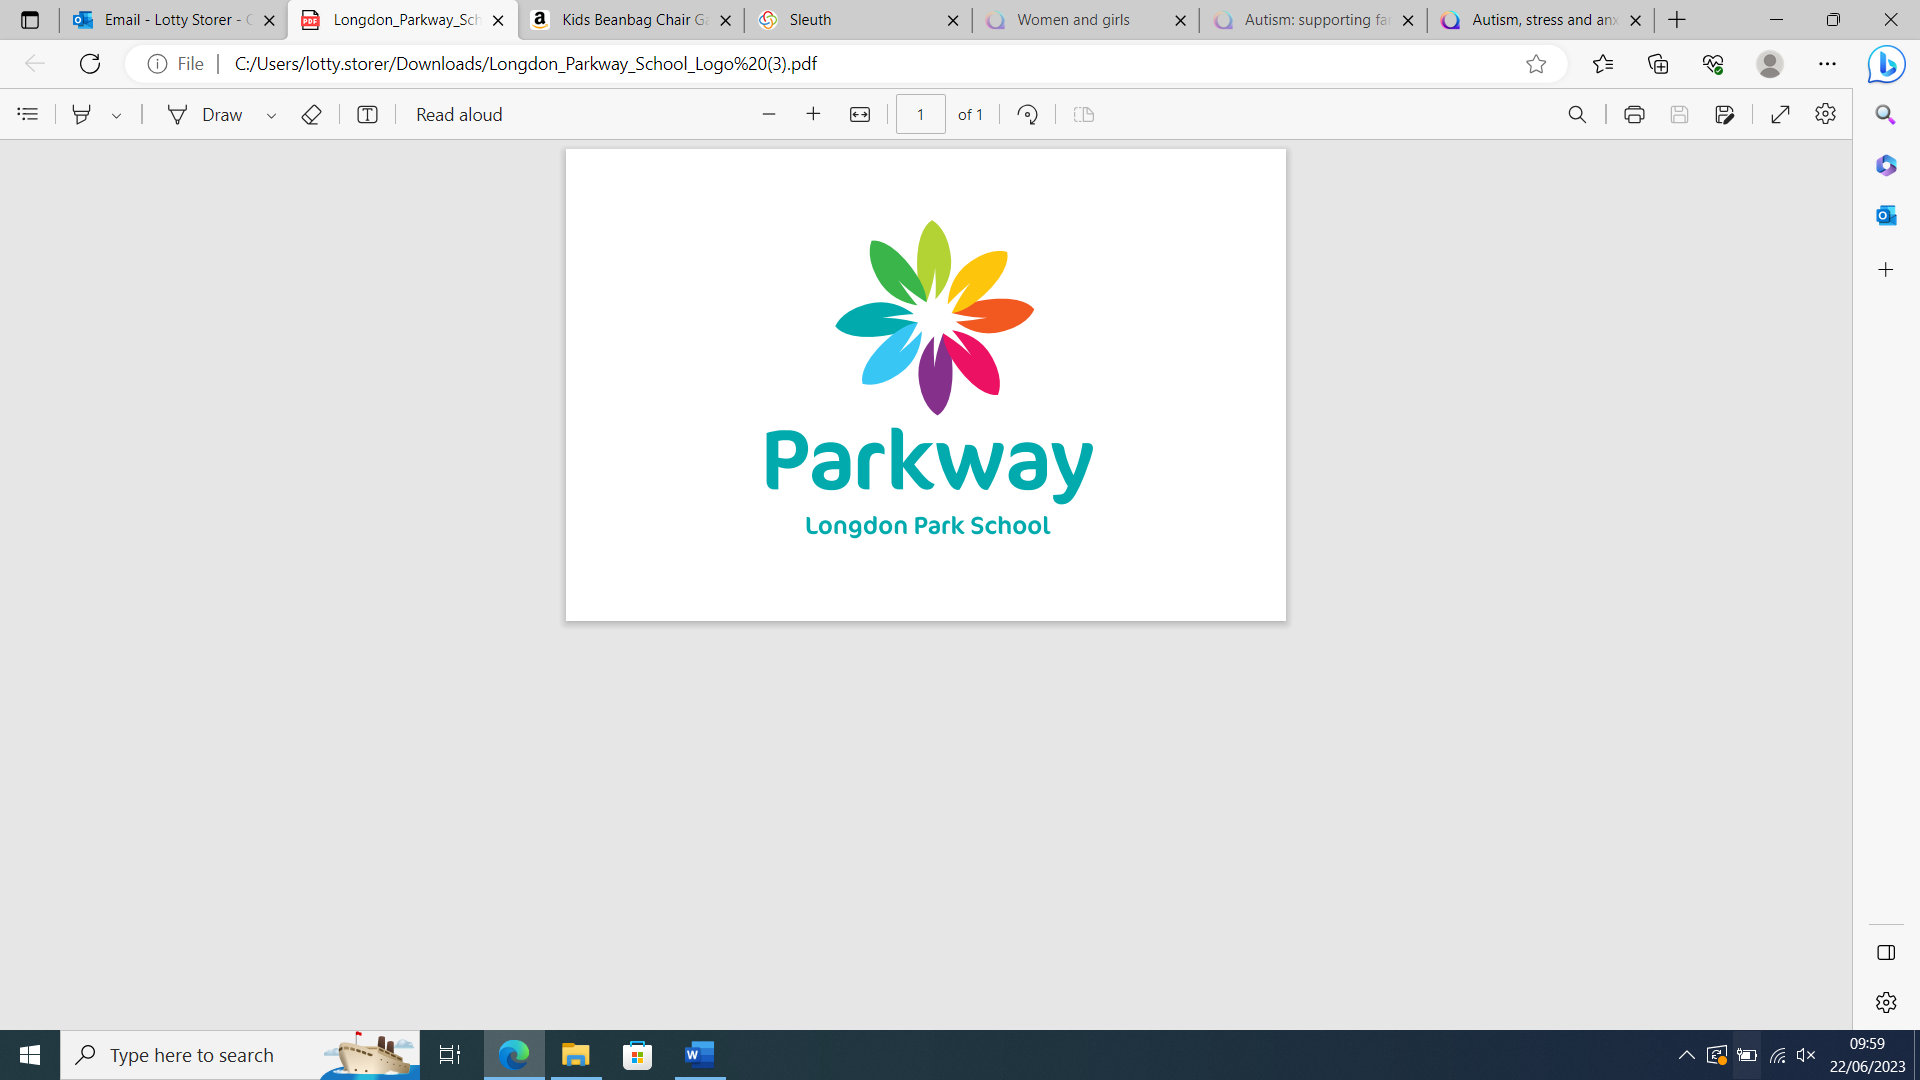 Email - Lotty Storer -
Longdon_Parkway_Sch
Kids Beanbag Chair Ga
Sleuth
Women and girls
Autism: supporting fa
Autism, stress and anx
File
C:/Users/lotty.storer/Downloads/Longdon_Parkway_School_Logo%20(3).pdf
Draw
Read aloud
1
of 1
Parkway
Longdon Park School
Type here to search
09:59
22/06/2023